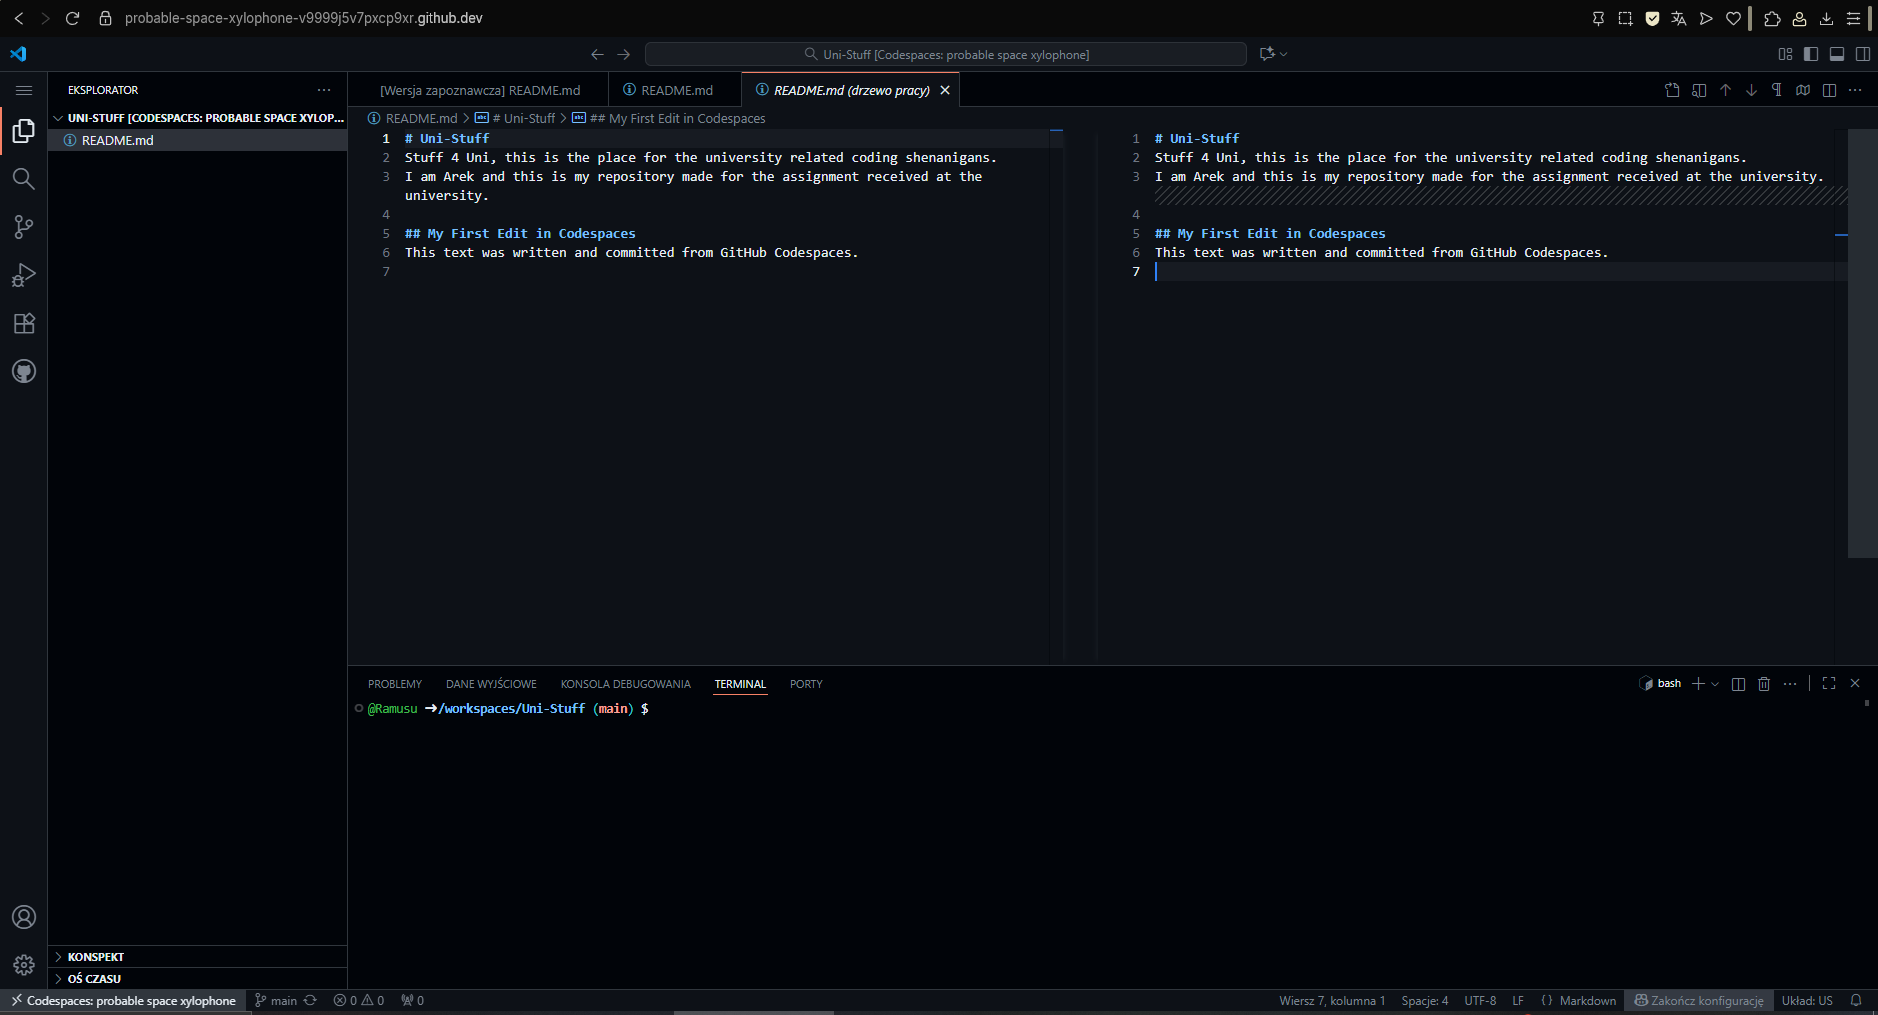 probable-space-xylophone-v9999j5v7pxcp9xr.github.dev
Uni-Stuff [Codespaces: probable space xylophone]
EKSPLORATOR
UNI-STUFF [CODESPACES: PROBABLE SPACE XYLOP...
README.md
[Wersja zapoznawcza] README.md
README.md
README.md (drzewo pracy)
README.md > # Uni-Stuff > ## My First Edit in Codespaces
1 # Uni-Stuff
2 Stuff 4 Uni, this is the place for the university related coding shenanigans.
3 I am Arek and this is my repository made for the assignment received at the
university.
4
5 ## My First Edit in Codespaces
6 This text was written and committed from GitHub Codespaces.
7
1 # Uni-Stuff
2 Stuff 4 Uni, this is the place for the university related coding shenanigans.
3 I am Arek and this is my repository made for the assignment received at the university.
4
5 ## My First Edit in Codespaces
6 This text was written and committed from GitHub Codespaces.
7
PROBLEMY DANE WYJŚCIOWE KONSOLA DEBUGOWANIA TERMINAL PORTY
bash
@Ramusu ➜/workspaces/Uni-Stuff (main) $
KONSPEKT
OŚ CZASU
Codespaces: probable space xylophone main 0 0 0 Wiersz 7, kolumna 1 Spacje: 4 UTF-8 LF {} Markdown Zakończ konfigurację Układ: US